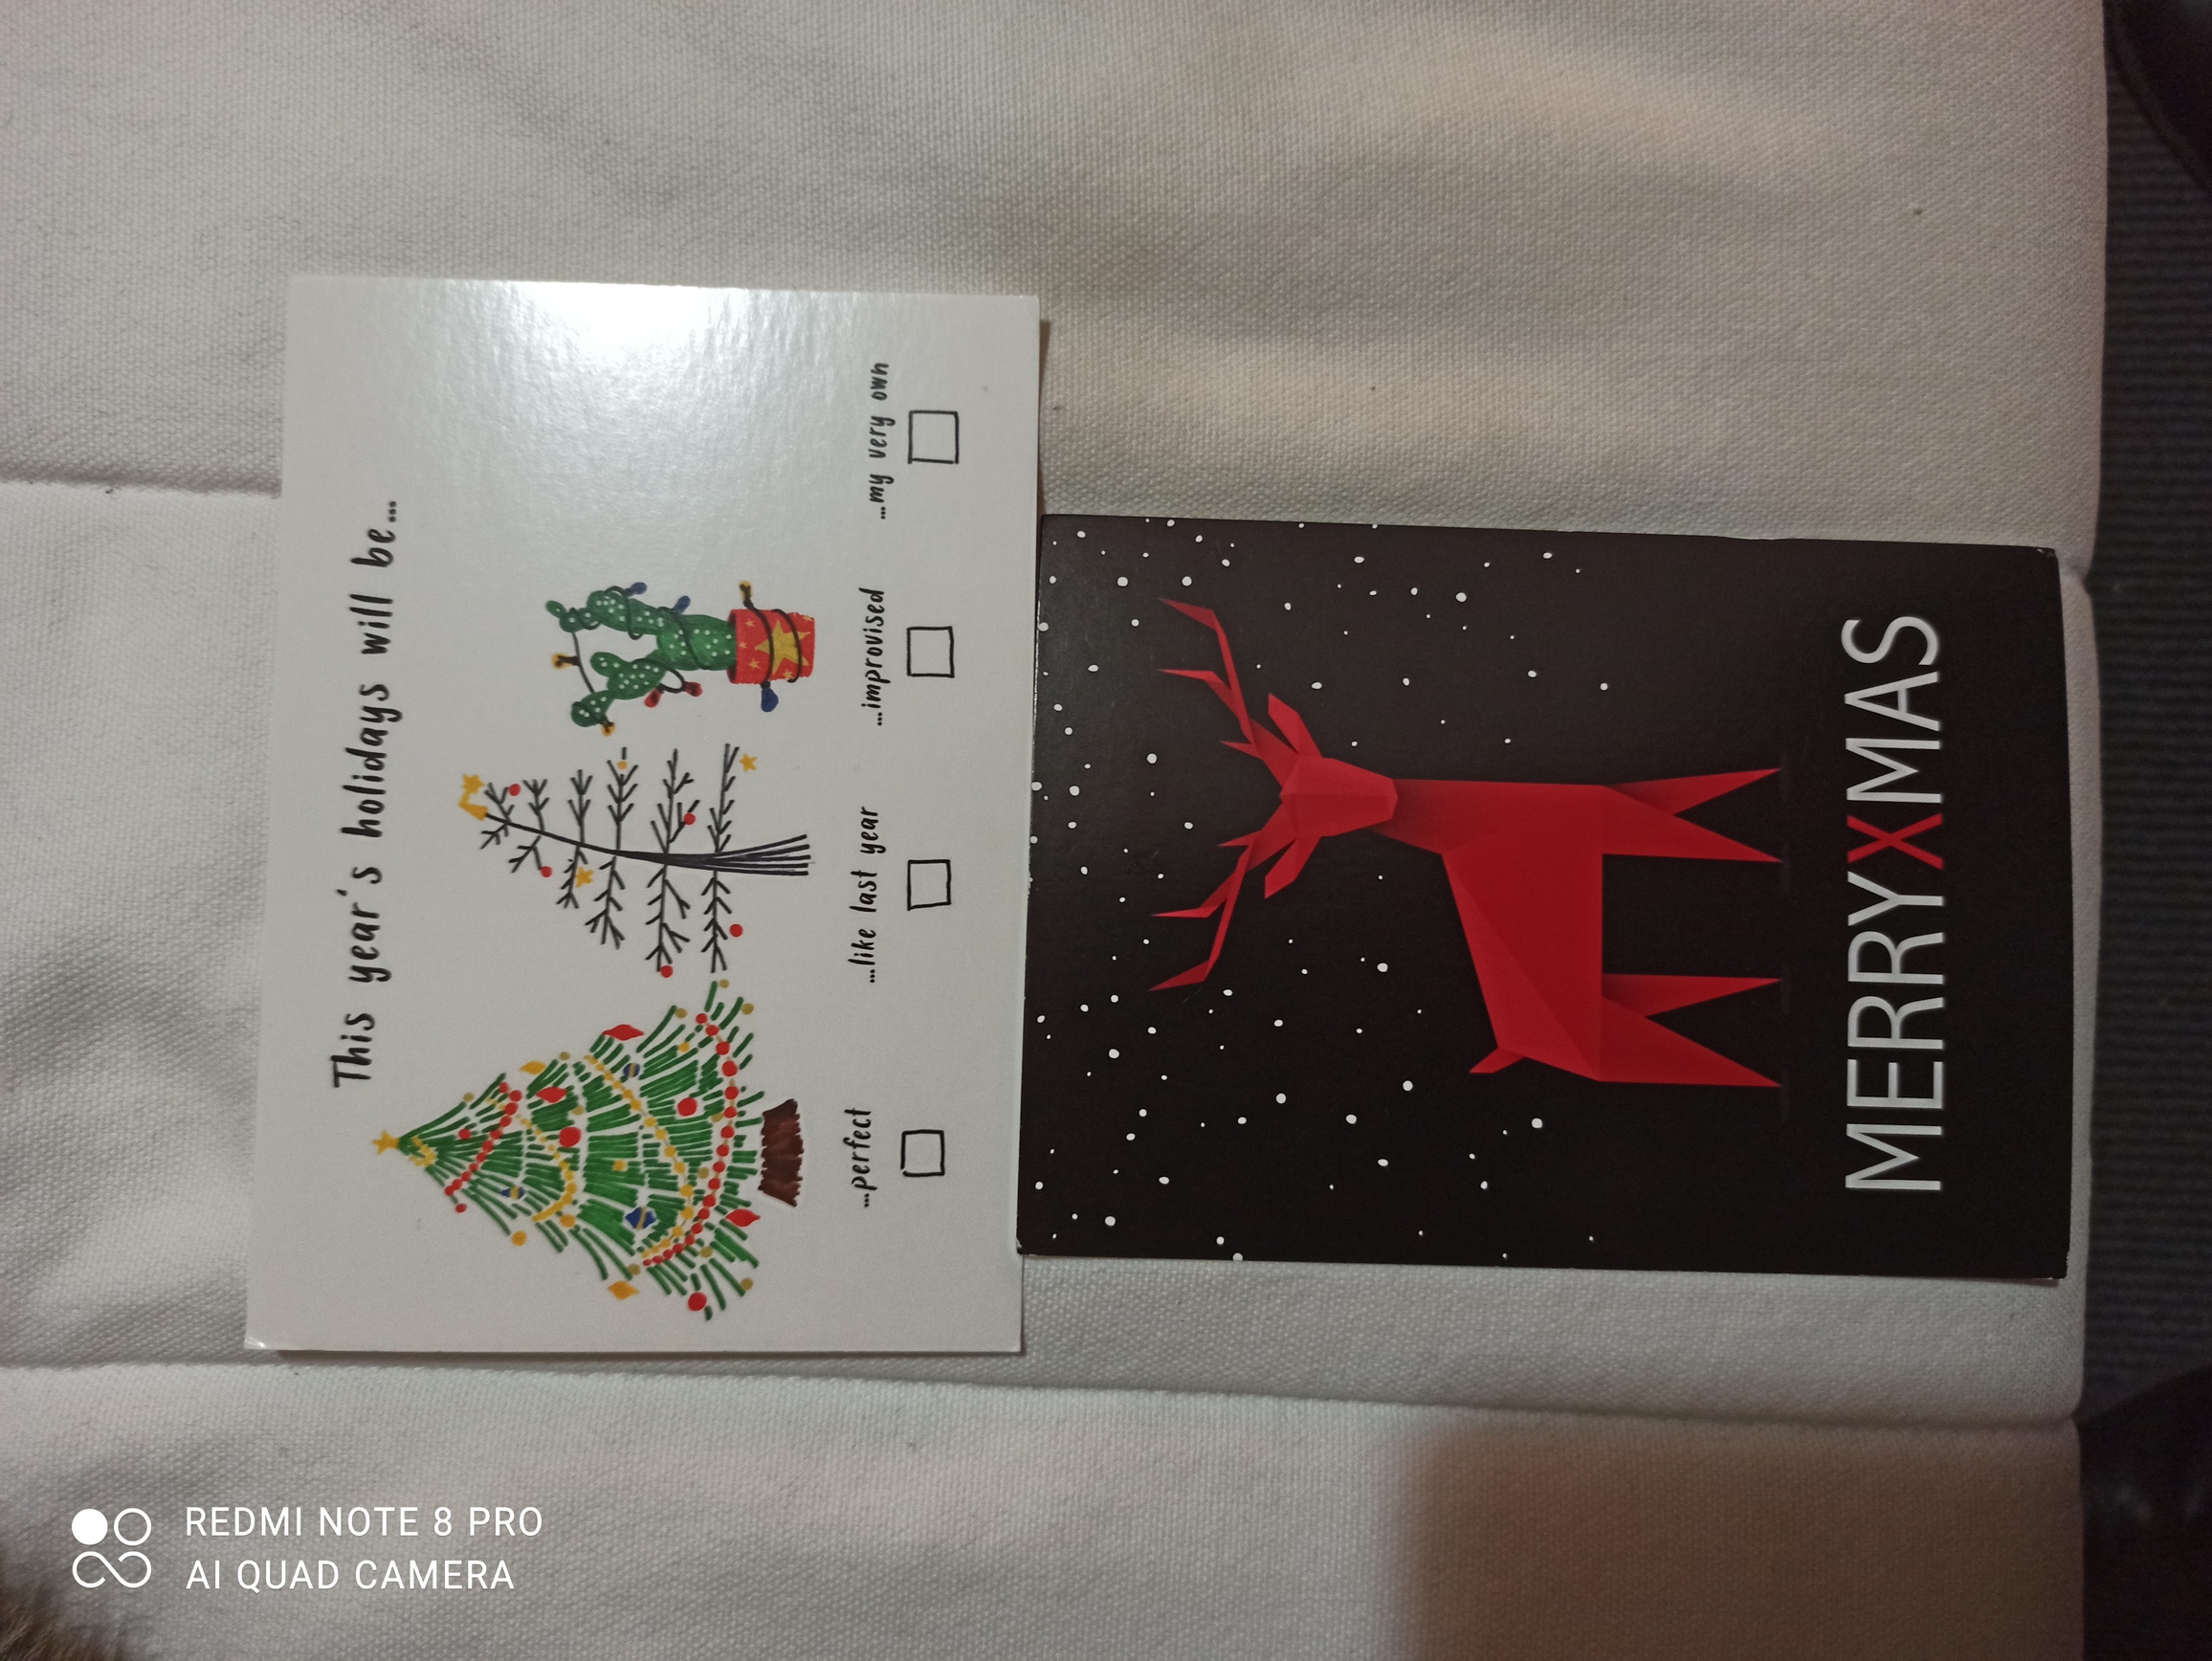 This year's holidays will be...
...perfect
...like last year
...improvised
...my very own
MERRYXMAS
REDMI NOTE 8 PRO
AI QUAD CAMERA